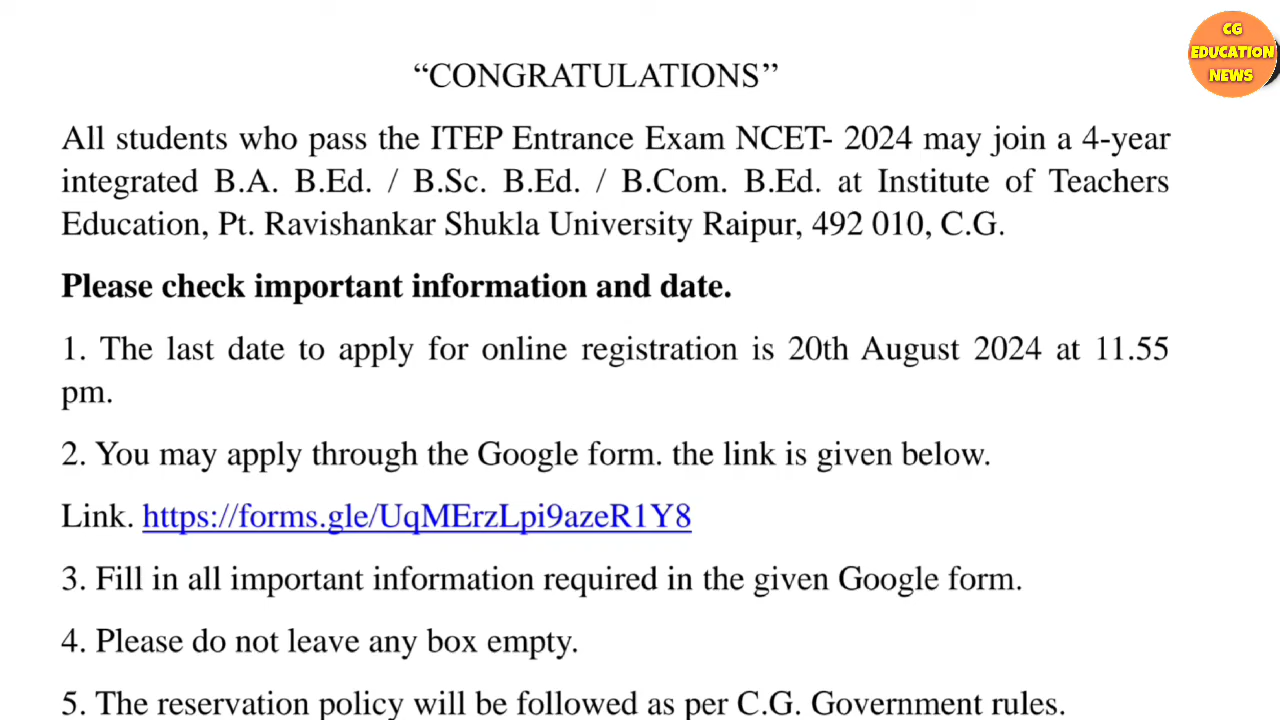 CG
EDUCATION
NEWS
“CONGRATULATIONS”
All students who pass the ITEP Entrance Exam NCET- 2024 may join a 4-year
integrated B.A. B.Ed. / B.Sc. B.Ed. / B.Com. B.Ed. at Institute of Teachers
Education, Pt. Ravishankar Shukla University Raipur, 492 010, C.G.
Please check important information and date.
1. The last date to apply for online registration is 20th August 2024 at 11.55
pm.
2. You may apply through the Google form. the link is given below.
Link. https://forms.gle/UqMErzLpi9azeR1Y8
3. Fill in all important information required in the given Google form.
4. Please do not leave any box empty.
5. The reservation policy will be followed as per C.G. Government rules.